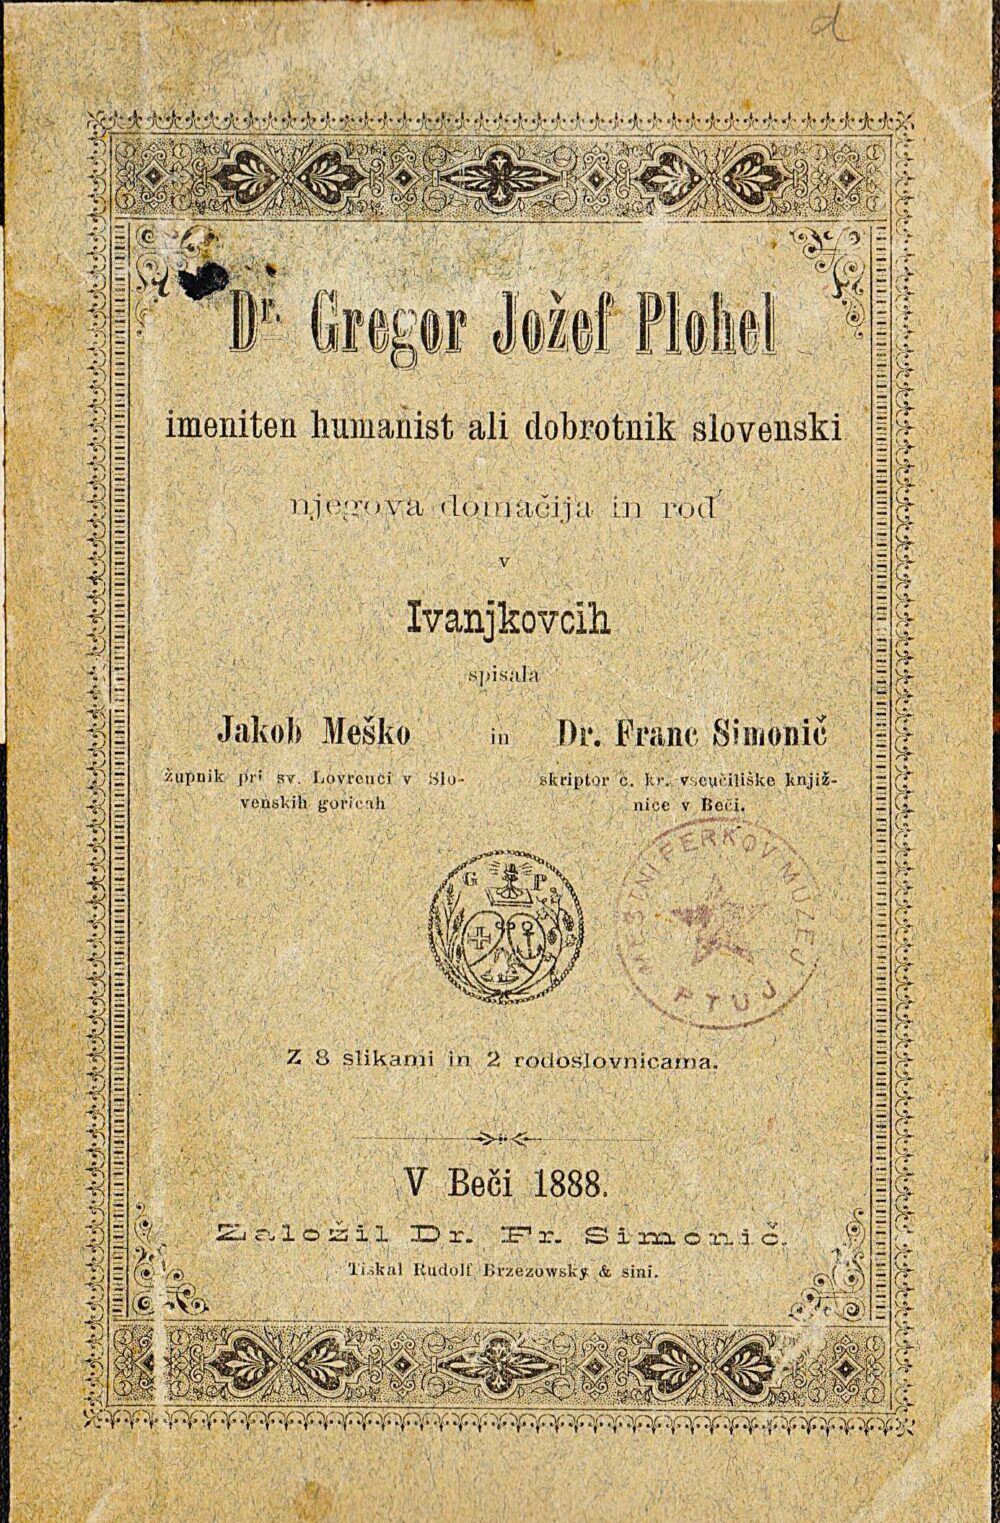 d
Dr. Gregor Jožef Plohel
imeniten humanist ali dobrotnik slovenski
njegova domačija in rod
v
Ivanjkovcih
spisala
Jakob Meško in Dr. Franc Simonič
župnik pri sv. Lovrenci v Slo-
venskih goricah
skriptor c. kr. vseučiliške knjiž-
nice v Beči.
G P
MESTNI FERKOV MUZEJ
PTUJ
Z 8 slikami in 2 rodoslovnicama.
V Beči 1888.
Založil Dr. Fr. Simonič.
Tiskal Rudolf Brzezowsky & sini.